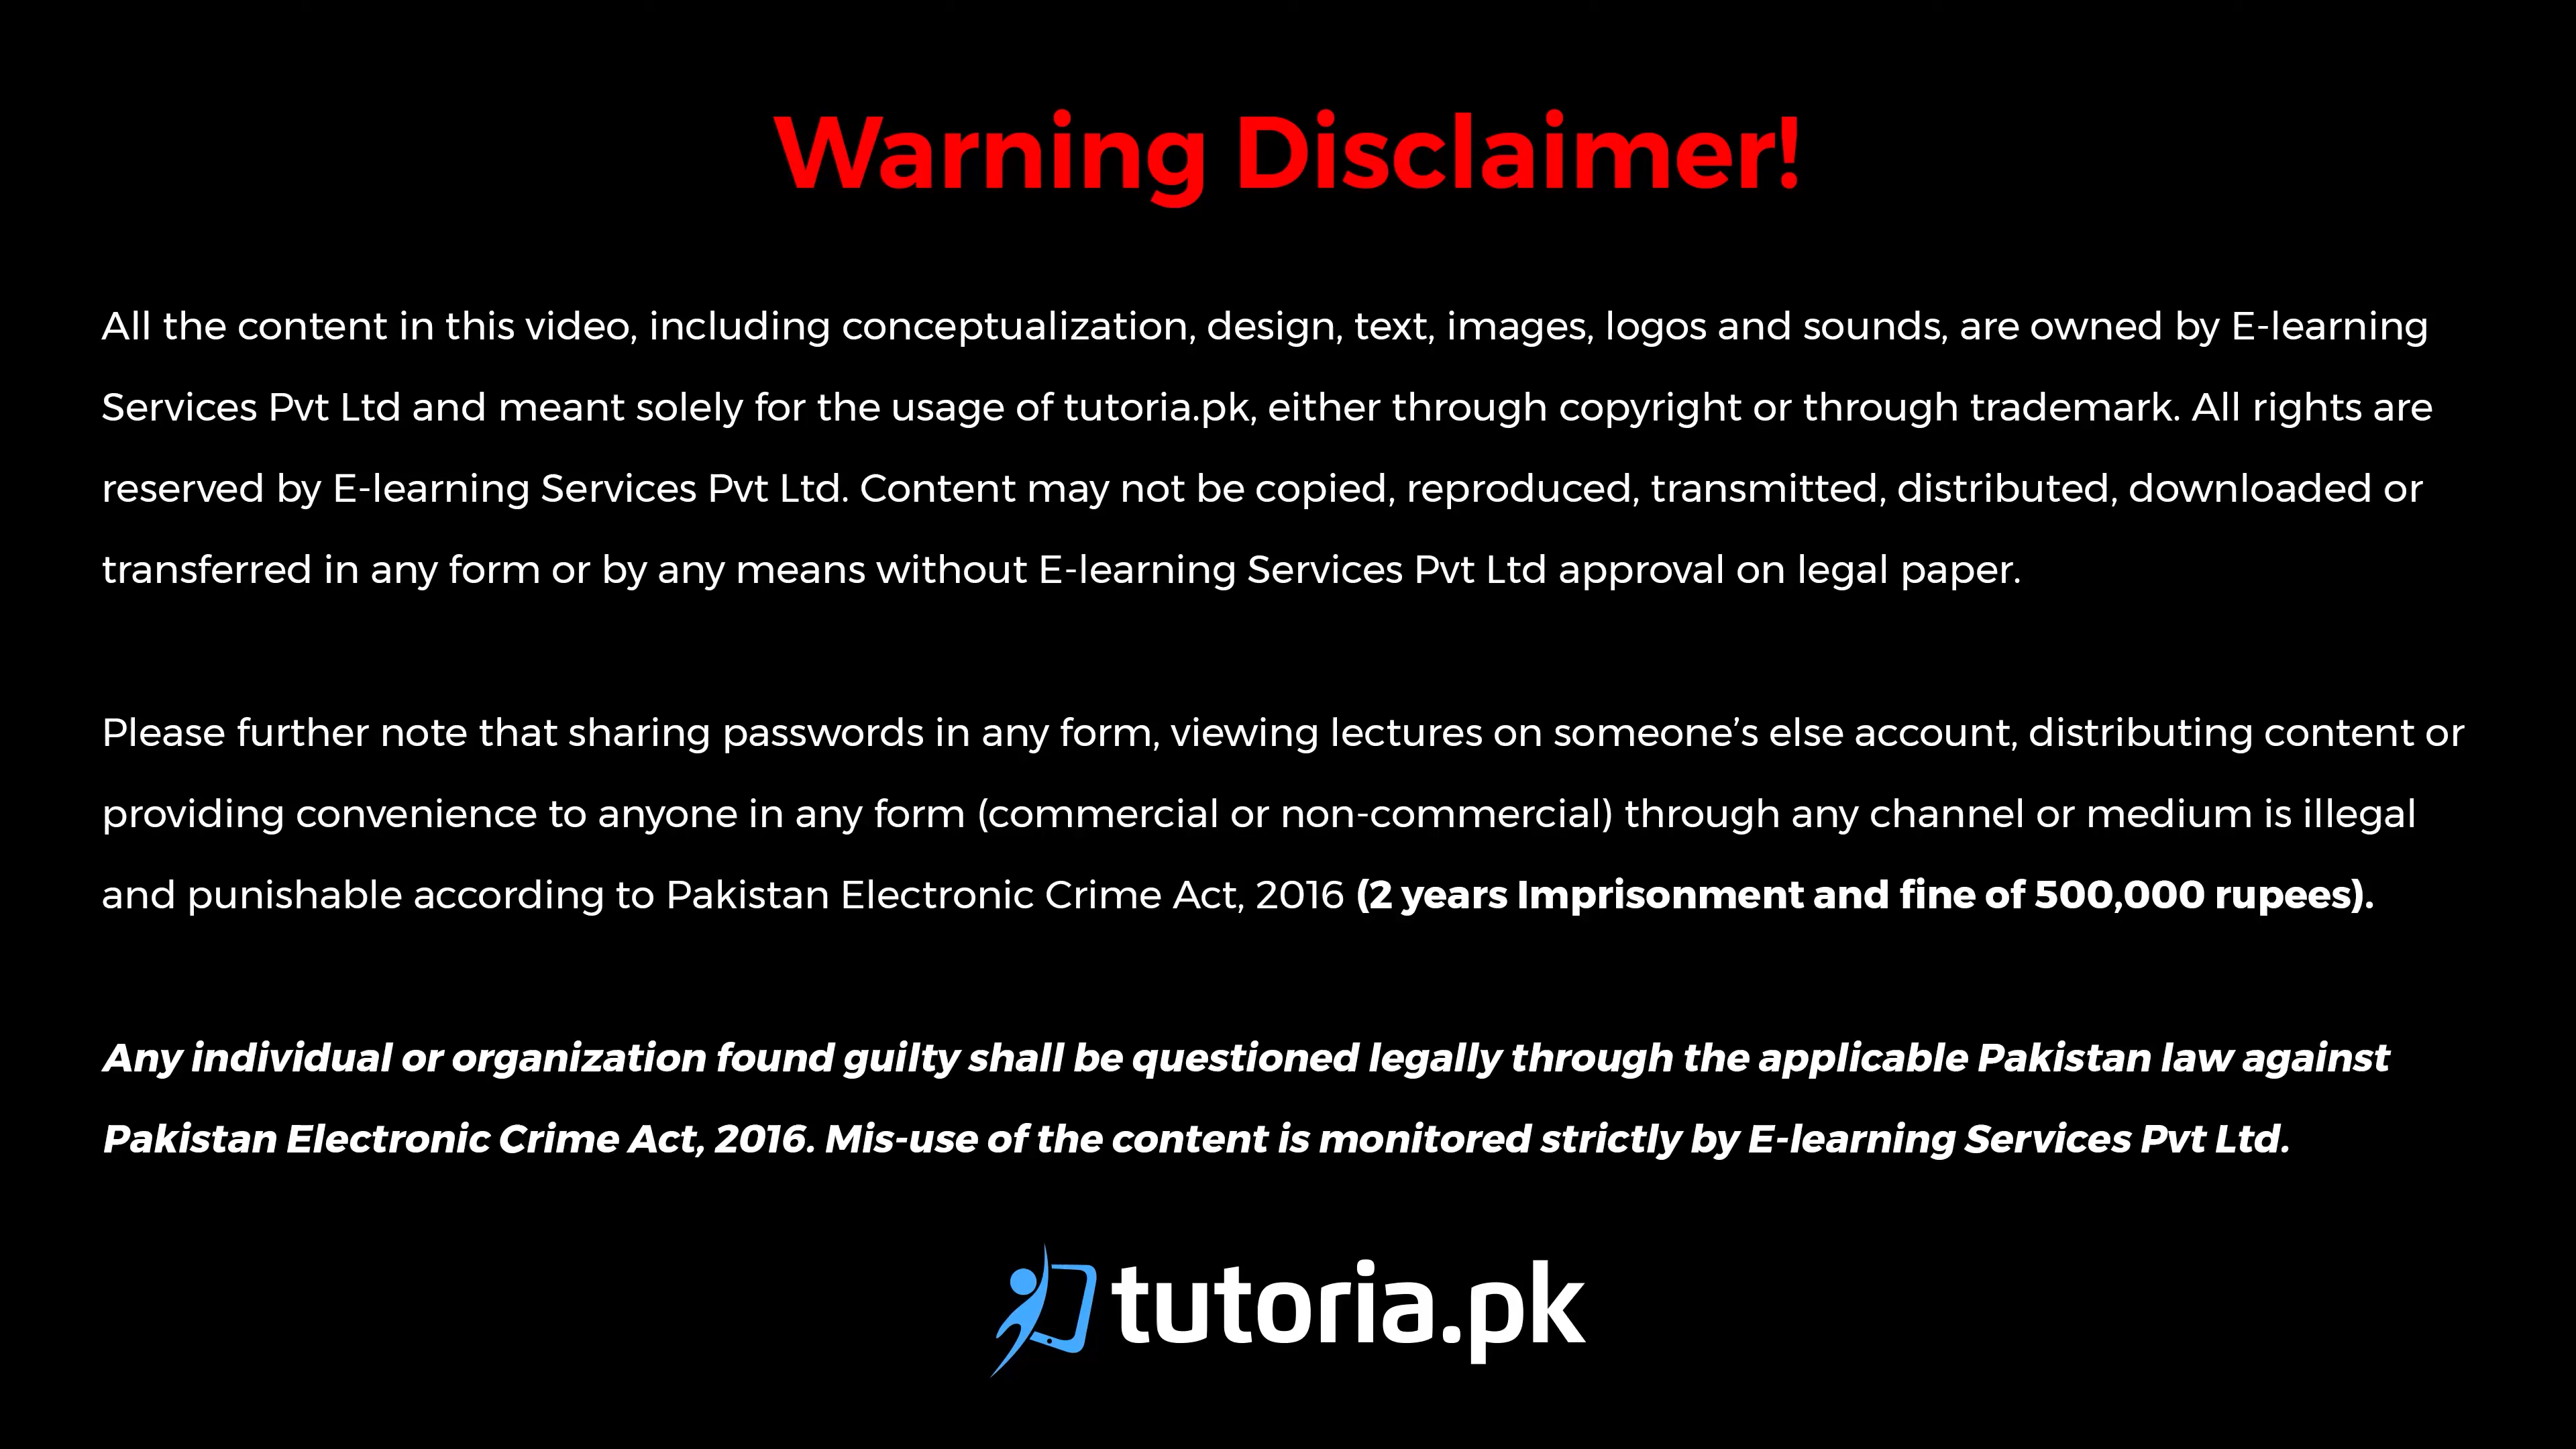 Warning Disclaimer!
All the content in this video, including conceptualization, design, text, images, logos and sounds, are owned by E-learning
Services Pvt Ltd and meant solely for the usage of tutoria.pk, either through copyright or through trademark. All rights are
reserved by E-learning Services Pvt Ltd. Content may not be copied, reproduced, transmitted, distributed, downloaded or
transferred in any form or by any means without E-learning Services Pvt Ltd approval on legal paper.
Please further note that sharing passwords in any form, viewing lectures on someone’s else account, distributing content or
providing convenience to anyone in any form (commercial or non-commercial) through any channel or medium is illegal
and punishable according to Pakistan Electronic Crime Act, 2016 (2 years Imprisonment and fine of 500,000 rupees).
Any individual or organization found guilty shall be questioned legally through the applicable Pakistan law against
Pakistan Electronic Crime Act, 2016. Mis-use of the content is monitored strictly by E-learning Services Pvt Ltd.
tutoria.pk